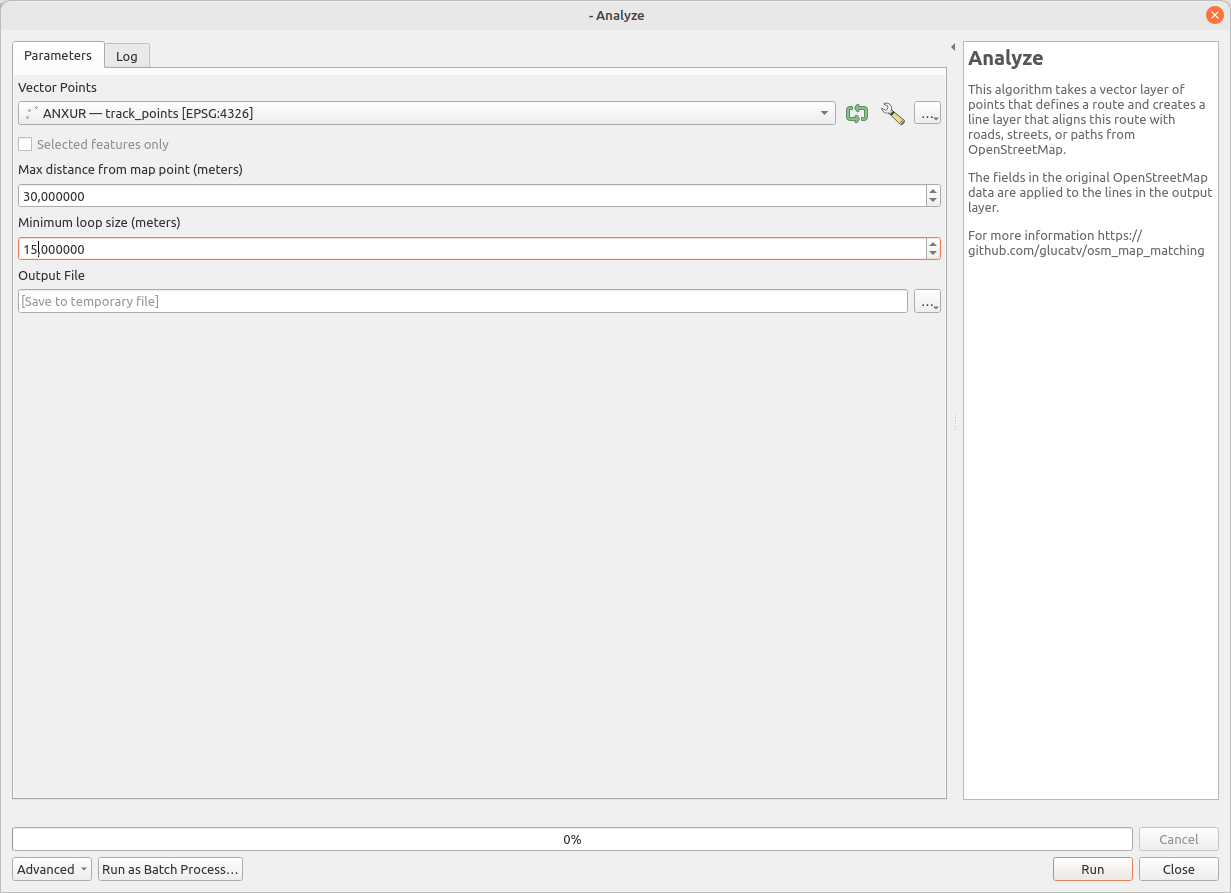 - Analyze
Parameters
Log
Vector Points
ANXUR — track_points [EPSG:4326]
...
Selected features only
Max distance from map point (meters)
30,000000
Minimum loop size (meters)
15,000000
Output File
[Save to temporary file]
...
Analyze
This algorithm takes a vector layer of
points that defines a route and creates a
line layer that aligns this route with
roads, streets, or paths from
OpenStreetMap.
The fields in the original OpenStreetMap
data are applied to the lines in the output
layer.
For more information https://
github.com/glucatv/osm_map_matching
0%
Cancel
Advanced
Run as Batch Process...
Run
Close